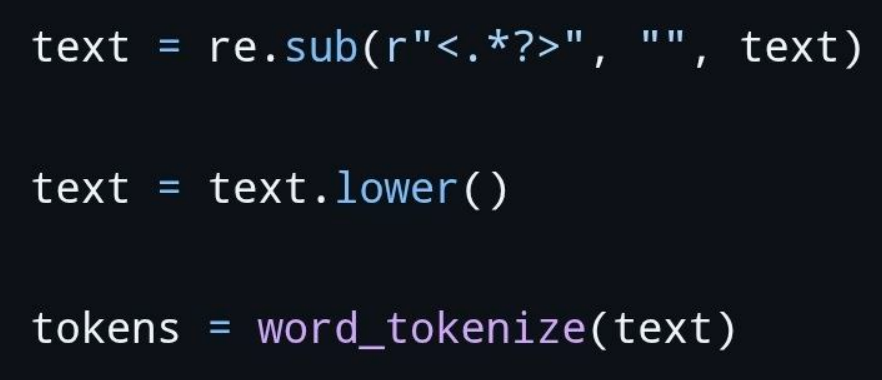 text = re.sub(r"<.*?>", "", text)
text = text.lower()
tokens = word_tokenize(text)